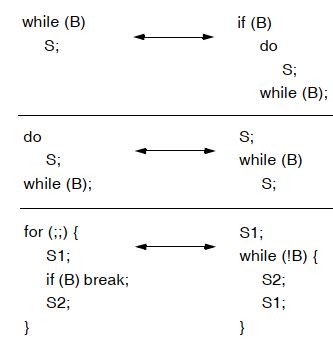 while (B)
    S;
if (B)
    do
        S;
    while (B);
do
    S;
while (B);
S;
while (B)
    S;
for (;;) {
    S1;
    if (B) break;
    S2;
}
S1;
while (!B) {
    S2;
    S1;
}